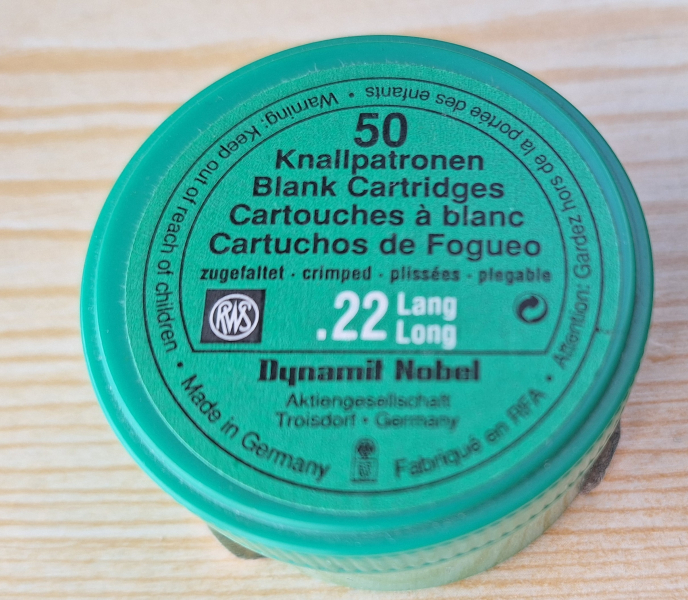 50
Knallpatronen
Blank Cartridges
Cartouches à blanc
Cartuchos de Fogueo
zugefaltet · crimped · plissées · plegable
RWS
.22 Lang
Long
Dynamit Nobel
Aktiengesellschaft
Troisdorf · Germany
Warning: Keep out of reach of children • Made in Germany
Fabriqué en RFA • Attention: Gardez hors de la portée des enfants •